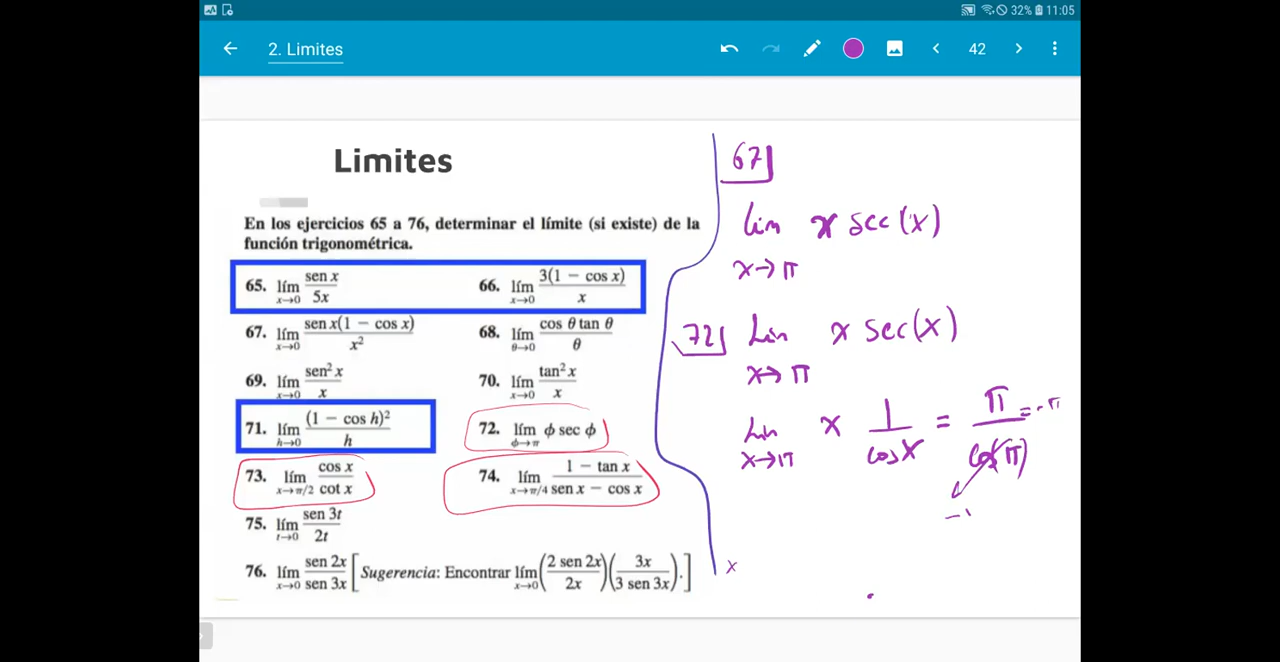 32% 11:05
2. Limites
42
Limites
En los ejercicios 65 a 76, determinar el límite (si existe) de la
función trigonométrica.
65. lím x→0 sen x / 5x
66. lím x→0 3(1 − cos x) / x
67. lím x→0 sen x(1 − cos x) / x²
68. lím θ→0 cos θ tan θ / θ
69. lím x→0 sen² x / x
70. lím x→0 tan² x / x
71. lím h→0 (1 − cos h)² / h
72. lím ϕ→π ϕ sec ϕ
73. lím x→π/2 cos x / cot x
74. lím x→π/4 1 − tan x / sen x − cos x
75. lím t→0 sen 3t / 2t
76. lím x→0 sen 2x / sen 3x [Sugerencia: Encontrar lím x→0 (2 sen 2x / 2x)(3x / 3 sen 3x).]
67
lim x→π x sec(x)
72 lim x→π x sec(x)
lim x→π x 1 / cos x = π / cos(π) = -π
-1
x